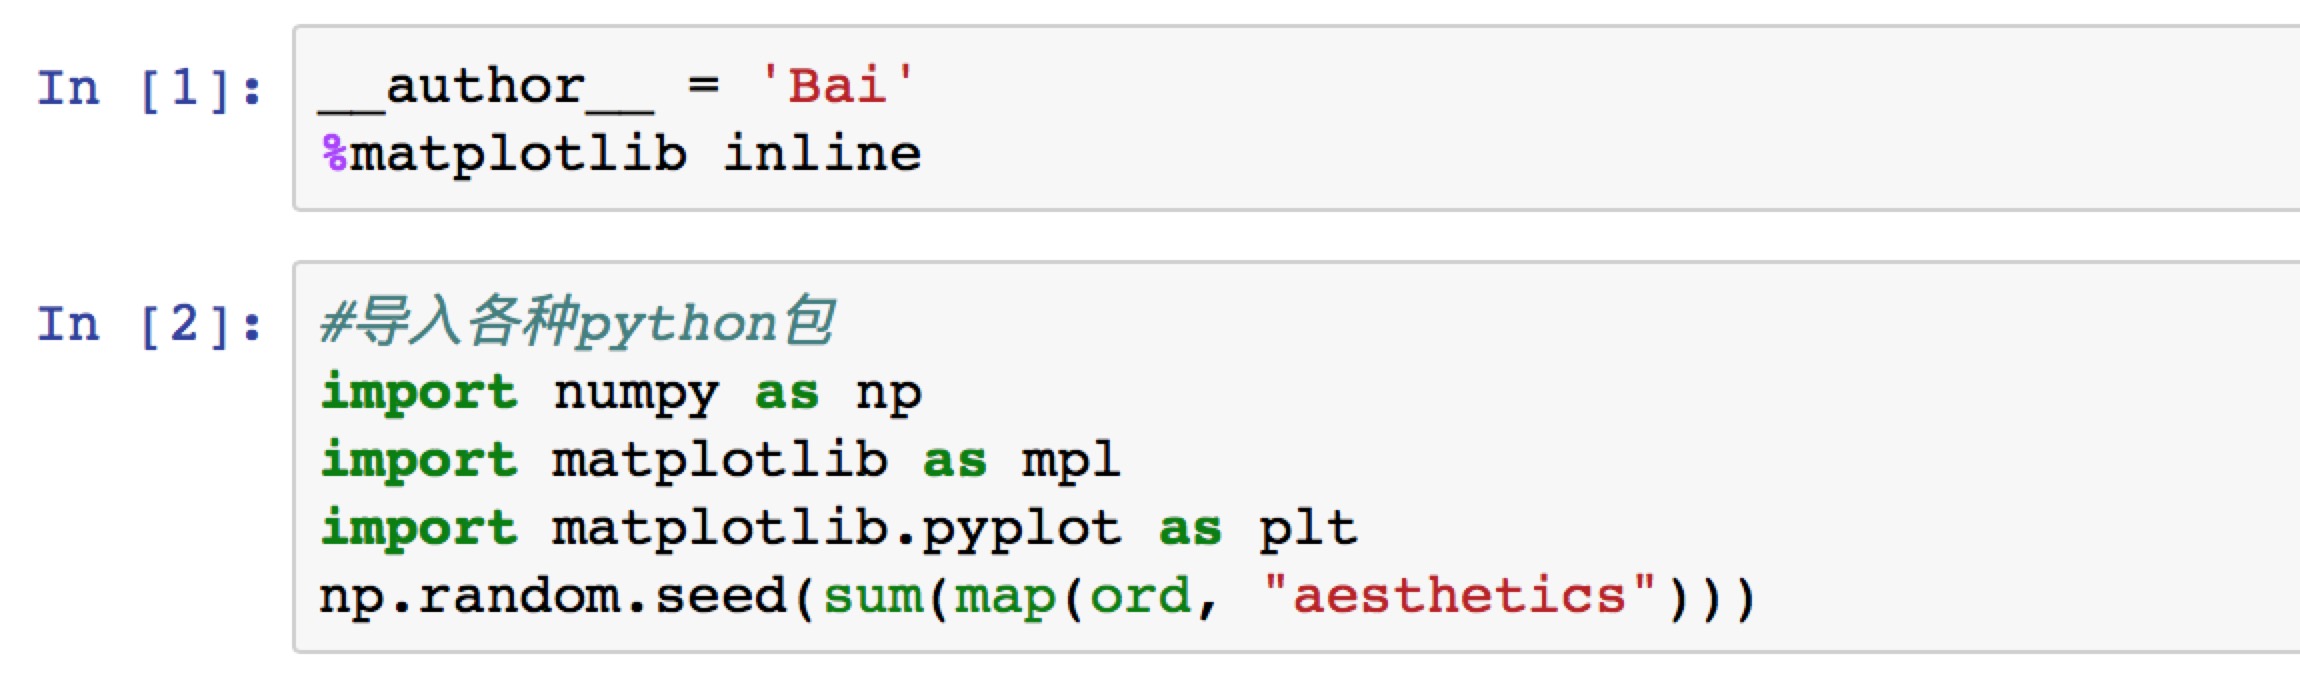 In [1]: __author__ = 'Bai'
%matplotlib inline
In [2]: #导入各种python包
import numpy as np
import matplotlib as mpl
import matplotlib.pyplot as plt
np.random.seed(sum(map(ord, "aesthetics")))